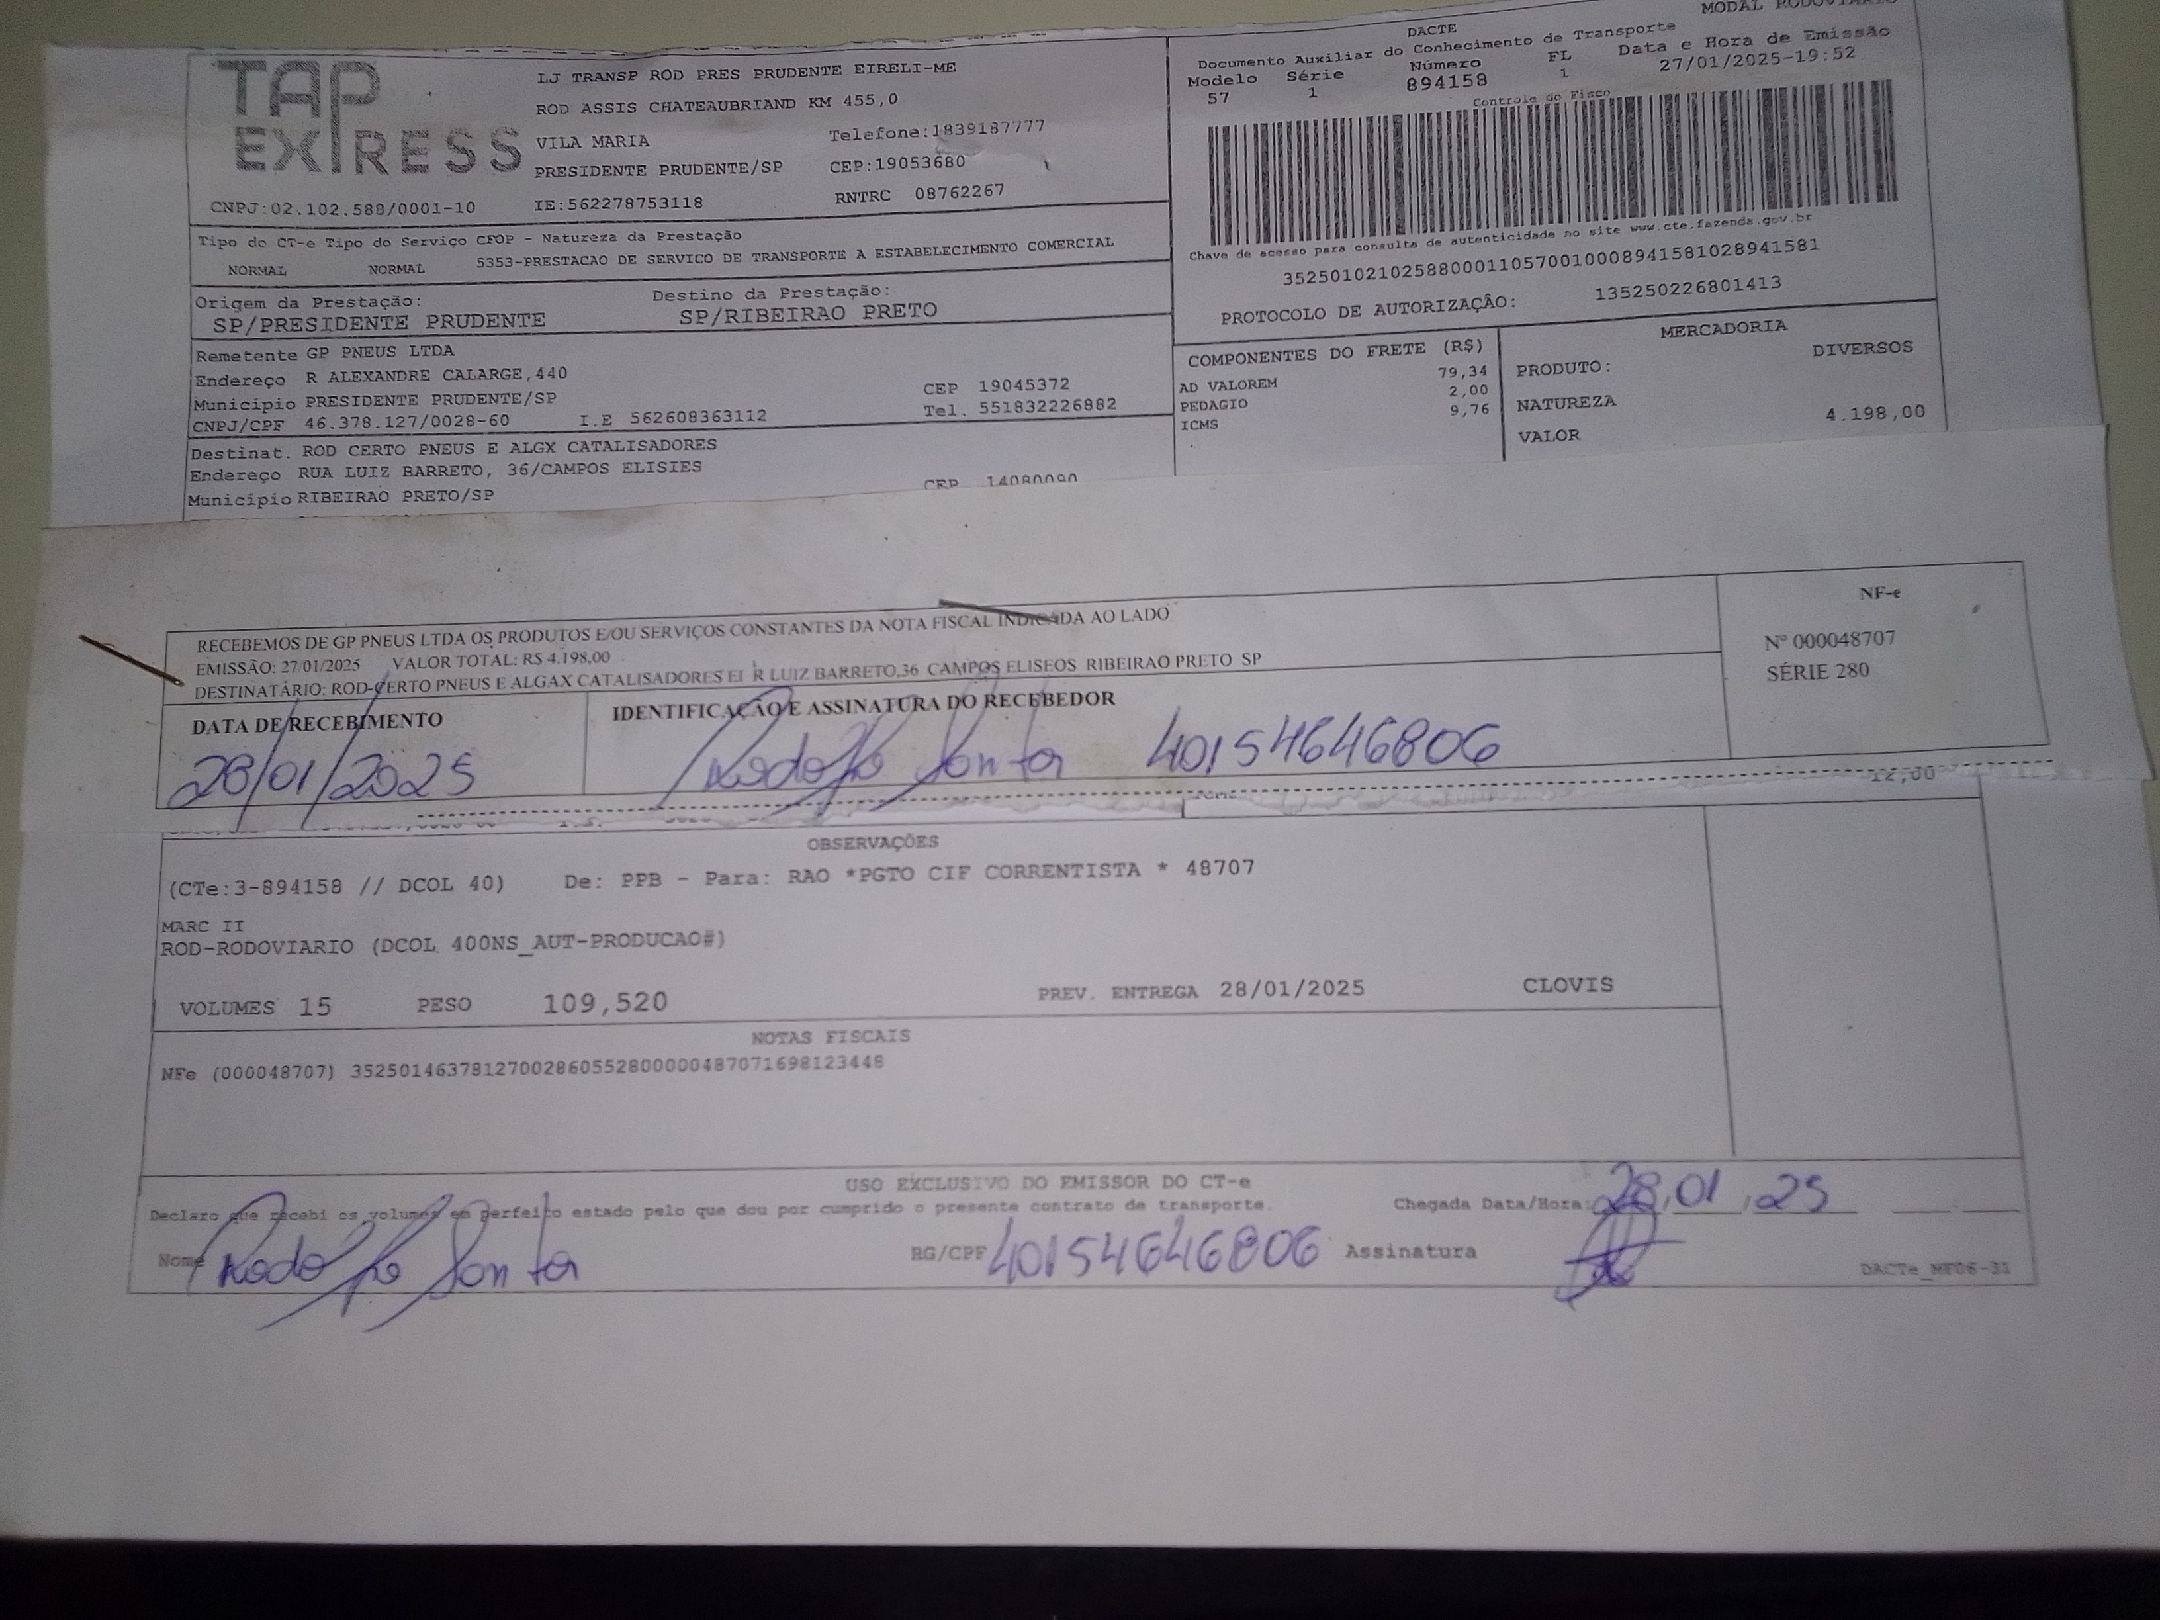 MODAL RODOVIARIO
TAP EXPRESS
LJ TRANSP ROD PRES PRUDENTE EIRELI-ME
ROD ASSIS CHATEAUBRIAND KM 455,0
VILA MARIA Telefone:1839187777
PRESIDENTE PRUDENTE/SP CEP:19053680
CNPJ:02.102.588/0001-10 IE:562278753118 RNTRC 08762267
DACTE
Documento Auxiliar do Conhecimento de Transporte
Modelo Série Número FL Data e Hora de Emissão
57 1 894158 1 27/01/2025-19:52
Controle do Fisco
Chave de acesso para consulta de autenticidade no site www.cte.fazenda.gov.br
35250102102588000110570010008941581028941581
PROTOCOLO DE AUTORIZAÇÃO: 135250226801413
Tipo do CT-e Tipo do Serviço CFOP - Natureza da Prestação
NORMAL NORMAL 5353-PRESTACAO DE SERVICO DE TRANSPORTE A ESTABELECIMENTO COMERCIAL
Origem da Prestação: Destino da Prestação:
SP/PRESIDENTE PRUDENTE SP/RIBEIRAO PRETO
Remetente GP PNEUS LTDA
Endereço R ALEXANDRE CALARGE,440 CEP 19045372
Municipio PRESIDENTE PRUDENTE/SP Tel. 551832226882
CNPJ/CPF 46.378.127/0028-60 I.E 562608363112
Destinat. ROD CERTO PNEUS E ALGX CATALISADORES
Endereço RUA LUIZ BARRETO, 36/CAMPOS ELISIES CEP 14080090
Municipio RIBEIRAO PRETO/SP
COMPONENTES DO FRETE (R$)
79,34
AD VALOREM 2,00
PEDAGIO 9,76
ICMS
MERCADORIA
PRODUTO: DIVERSOS
NATUREZA
VALOR 4.198,00
RECEBEMOS DE GP PNEUS LTDA OS PRODUTOS E/OU SERVIÇOS CONSTANTES DA NOTA FISCAL INDICADA AO LADO
EMISSÃO: 27/01/2025 VALOR TOTAL: R$ 4.198,00
DESTINATÁRIO: ROD-CERTO PNEUS E ALGAX CATALISADORES EI R LUIZ BARRETO,36 CAMPOS ELISEOS RIBEIRAO PRETO SP
DATA DE RECEBIMENTO IDENTIFICAÇÃO E ASSINATURA DO RECEBEDOR
28/01/2025 Rodolfo 40154646806
NF-e
Nº 000048707
SÉRIE 280
12,00
OBSERVAÇÕES
(CTe:3-894158 // DCOL 40) De: PPB - Para: RAO *PGTO CIF CORRENTISTA * 48707
MARC II
ROD-RODOVIARIO (DCOL 400NS_AUT-PRODUCAO#)
VOLUMES 15 PESO 109,520 PREV. ENTREGA 28/01/2025 CLOVIS
NOTAS FISCAIS
NFe (000048707) 35250146378127002860552800000487071698123448
USO EXCLUSIVO DO EMISSOR DO CT-e
Declaro que recebi os volumes em perfeito estado pelo que dou por cumprido o presente contrato de transporte. Chegada Data/Hora: 28,01,25
Nome Rodolfo RG/CPF 40154646806 Assinatura
DACTe_MF06-31